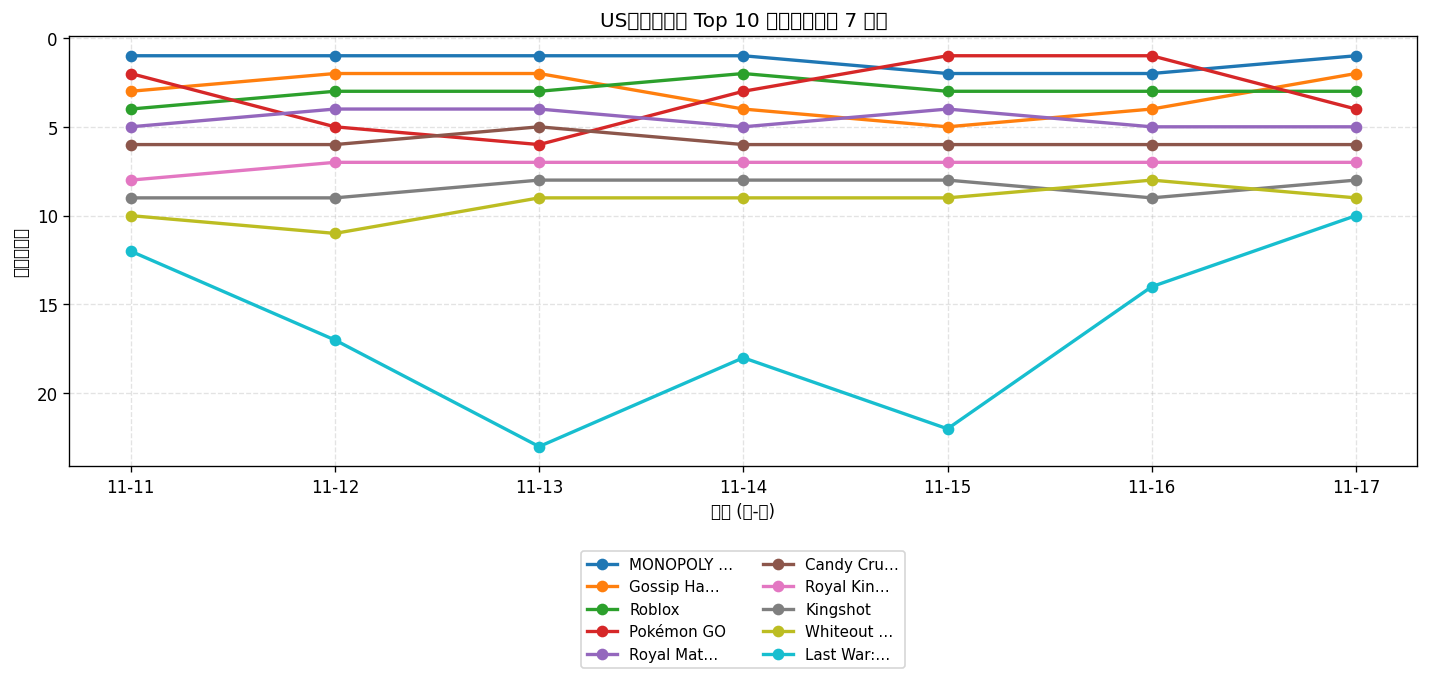 US Top 10 7
0
5
10
15
20
11-11 11-12 11-13 11-14 11-15 11-16 11-17
MONOPOLY ...
Gossip Ha...
Roblox
Pokémon GO
Royal Mat...
Candy Cru...
Royal Kin...
Kingshot
Whiteout ...
Last War:...